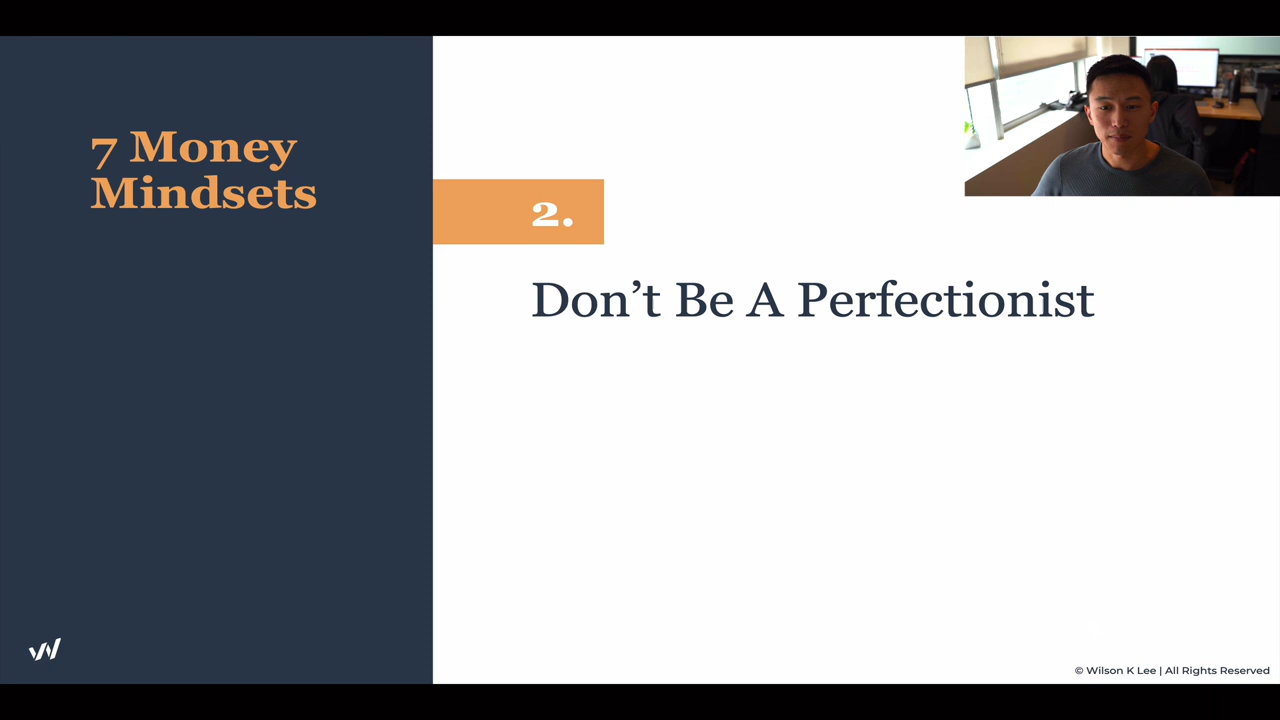 7 Money
Mindsets
2.
Don’t Be A Perfectionist
© Wilson K Lee | All Rights Reserved